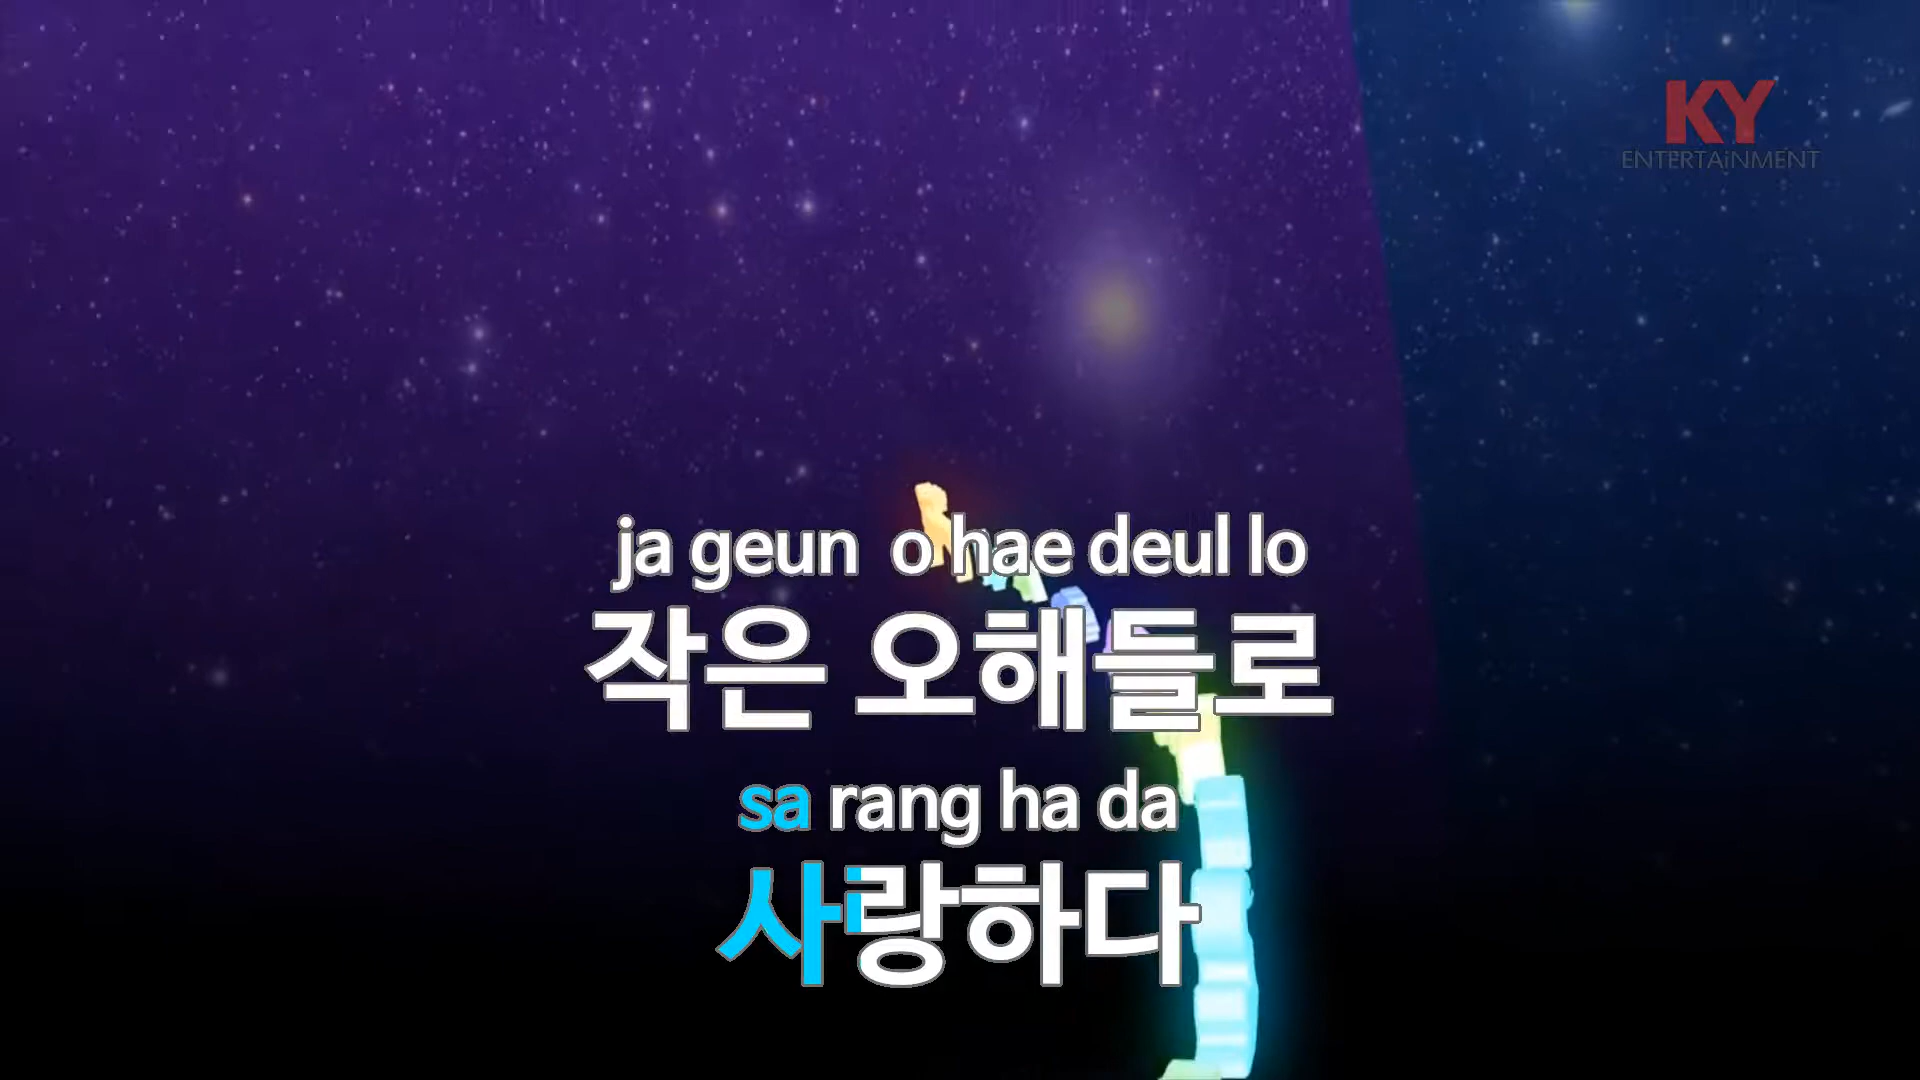 KY
ENTERTAiNMENT
ja geun o hae deul lo
작은 오해들로
sa rang ha da
사랑하다